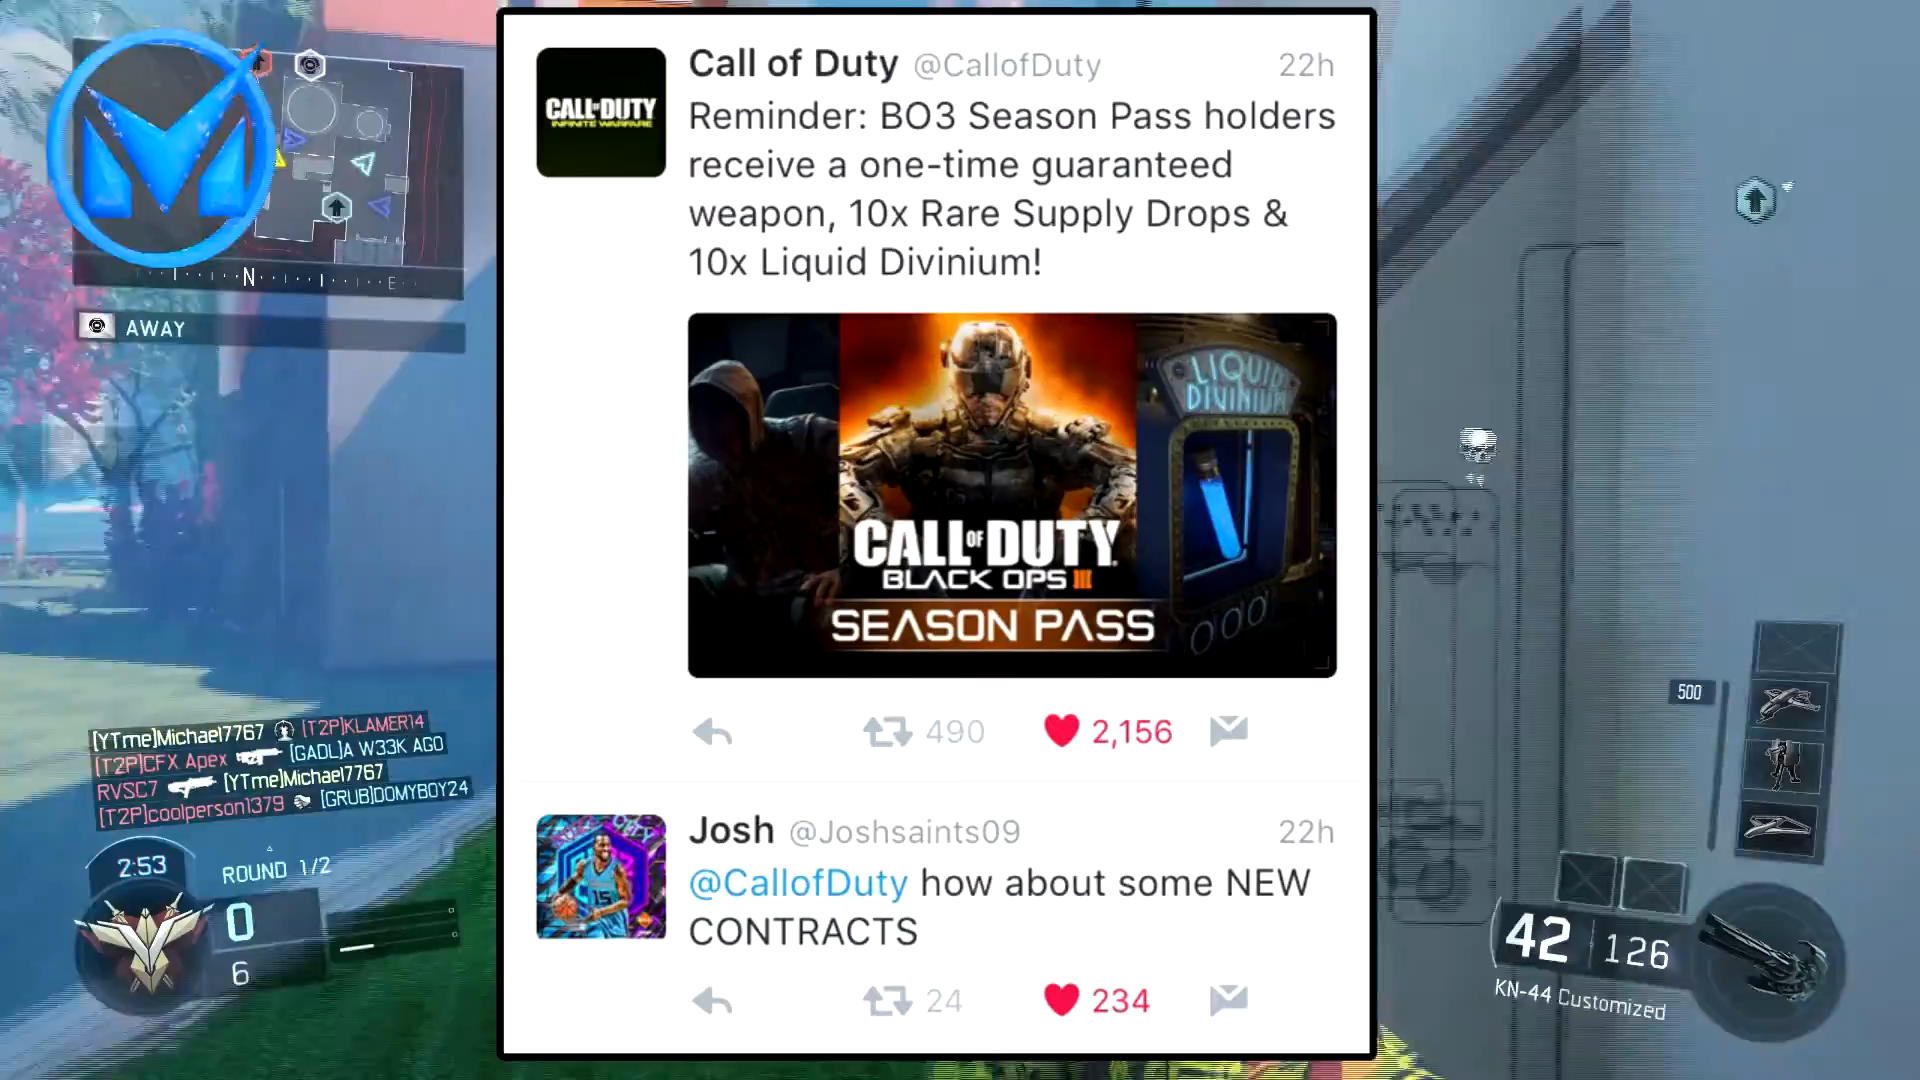 N
E
AWAY
Call of Duty @CallofDuty 22h
CALL OF DUTY
INFINITE WARFARE
Reminder: BO3 Season Pass holders
receive a one-time guaranteed
weapon, 10x Rare Supply Drops &
10x Liquid Divinium!
LIQUID
DIVINIUM
CALL OF DUTY
BLACK OPS III
SEASON PASS
490 2,156
Josh @Joshsaints09 22h
@CallofDuty how about some NEW
CONTRACTS
15
24 234
[YTme]Michael7767 [T2P]KLAMER14
[T2P]CFX Apex [GADL]A W33K AGO
RVSC7 [YTme]Michael7767
[T2P]coolperson1379 [GRUB]DOMYBOY24
2:53
ROUND 1/2
0
6
500
42 126
KN-44 Customized